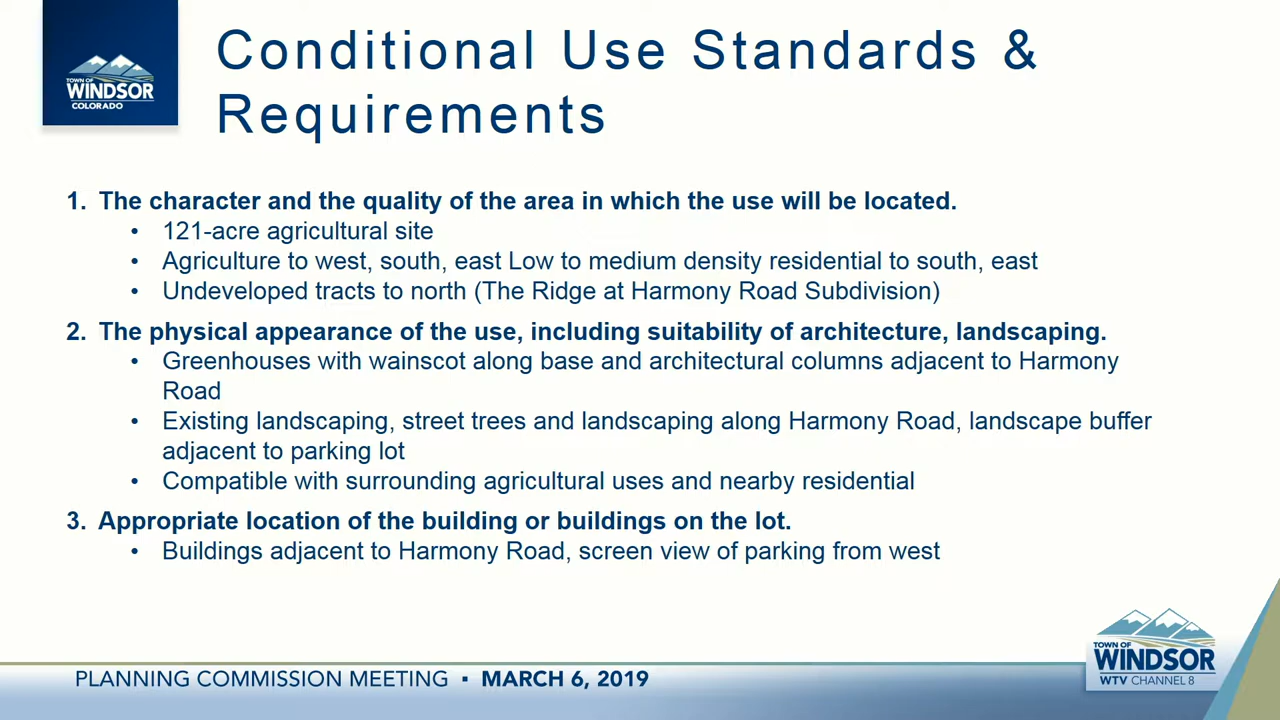 TOWN OF
WINDSOR
COLORADO
Conditional Use Standards &
Requirements
1. The character and the quality of the area in which the use will be located.
• 121-acre agricultural site
• Agriculture to west, south, east Low to medium density residential to south, east
• Undeveloped tracts to north (The Ridge at Harmony Road Subdivision)
2. The physical appearance of the use, including suitability of architecture, landscaping.
• Greenhouses with wainscot along base and architectural columns adjacent to Harmony
Road
• Existing landscaping, street trees and landscaping along Harmony Road, landscape buffer
adjacent to parking lot
• Compatible with surrounding agricultural uses and nearby residential
3. Appropriate location of the building or buildings on the lot.
• Buildings adjacent to Harmony Road, screen view of parking from west
PLANNING COMMISSION MEETING ▪ MARCH 6, 2019
TOWN OF
WINDSOR
WTV CHANNEL 8